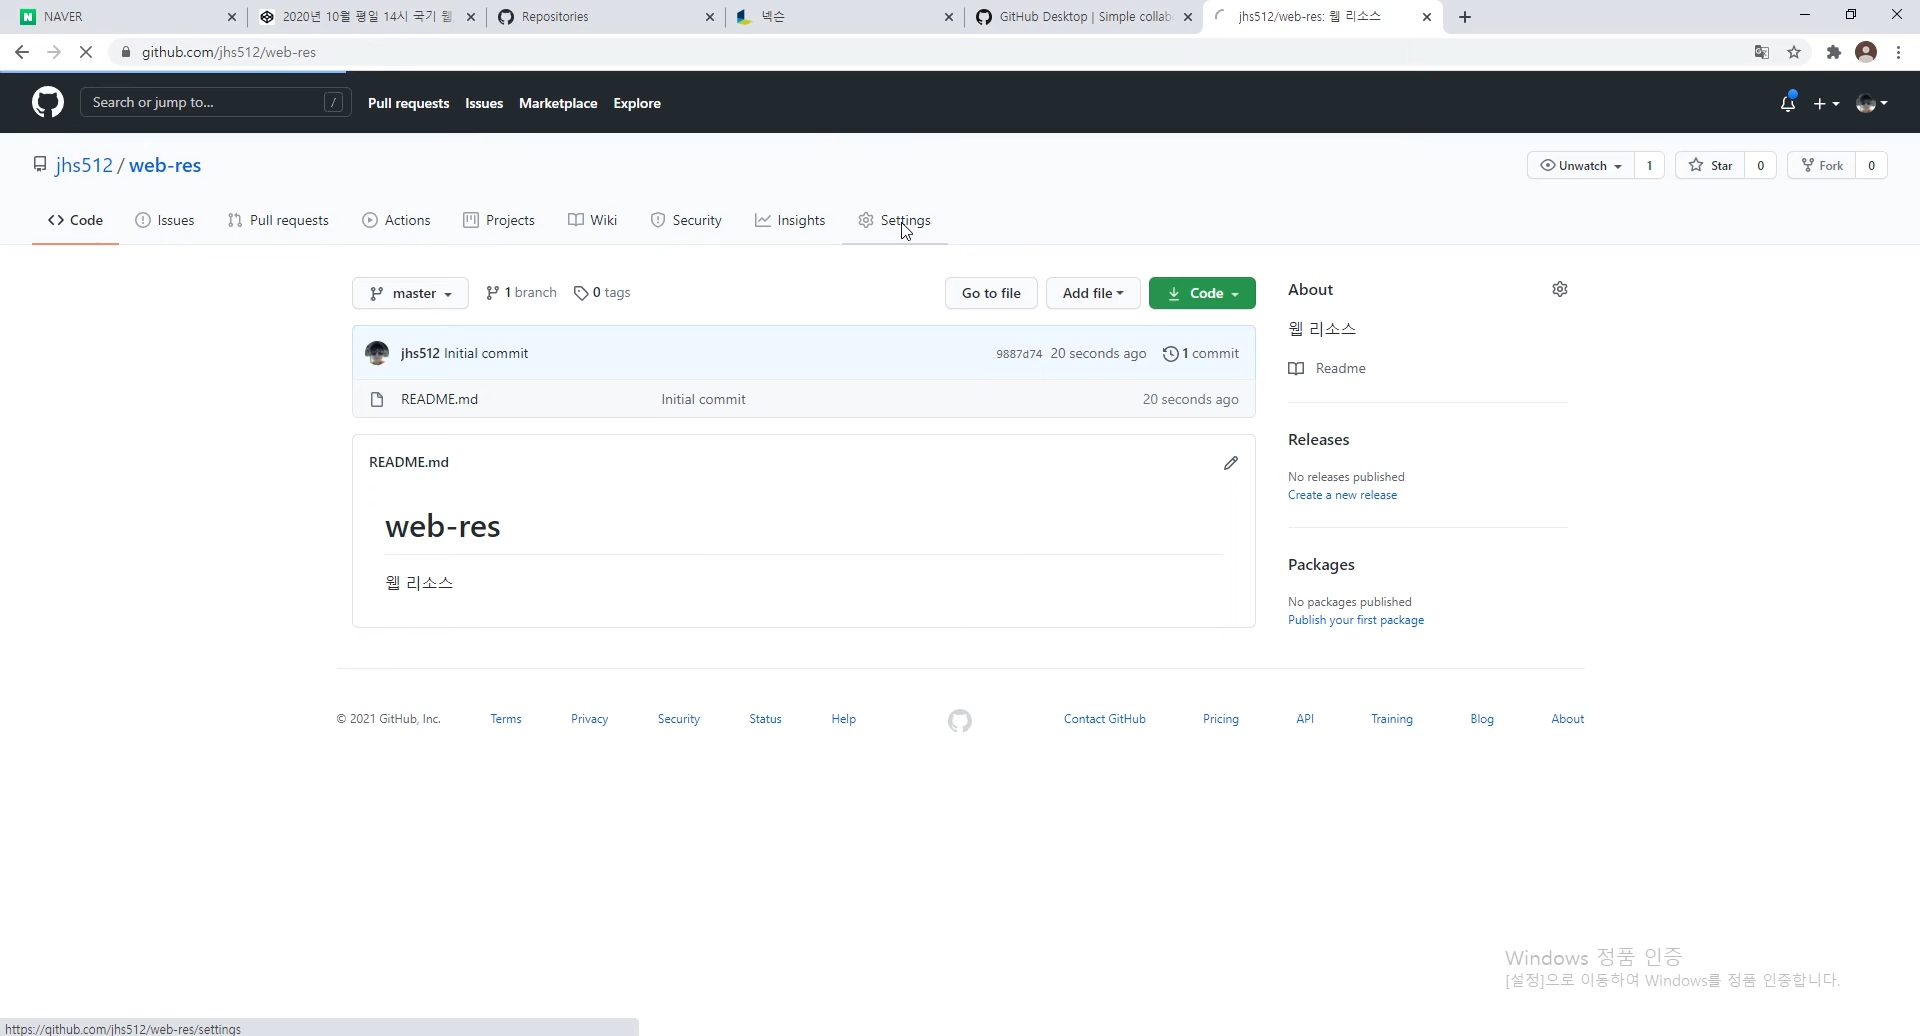 NAVER
2020년 10월 평일 14시 국기 웹
Repositories
넥슨
GitHub Desktop | Simple collab
jhs512/web-res: 웹 리소스
github.com/jhs512/web-res
Search or jump to...
/
Pull requests
Issues
Marketplace
Explore
jhs512 / web-res
Unwatch
1
Star
0
Fork
0
Code
Issues
Pull requests
Actions
Projects
Wiki
Security
Insights
Settings
master
1 branch
0 tags
Go to file
Add file
Code
About
웹 리소스
Readme
jhs512 Initial commit
9887d74 20 seconds ago
1 commit
README.md
Initial commit
20 seconds ago
Releases
No releases published
Create a new release
README.md
web-res
웹 리소스
Packages
No packages published
Publish your first package
© 2021 GitHub, Inc.
Terms
Privacy
Security
Status
Help
Contact GitHub
Pricing
API
Training
Blog
About
Windows 정품 인증
[설정]으로 이동하여 Windows를 정품 인증합니다.
https://github.com/jhs512/web-res/settings